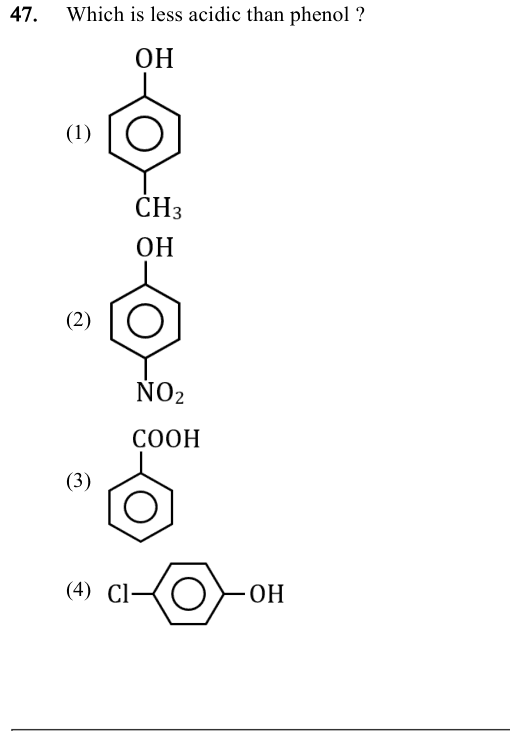 47. Which is less acidic than phenol ?
OH
(1)
CH₃
OH
(2)
NO₂
COOH
(3)
(4) Cl OH